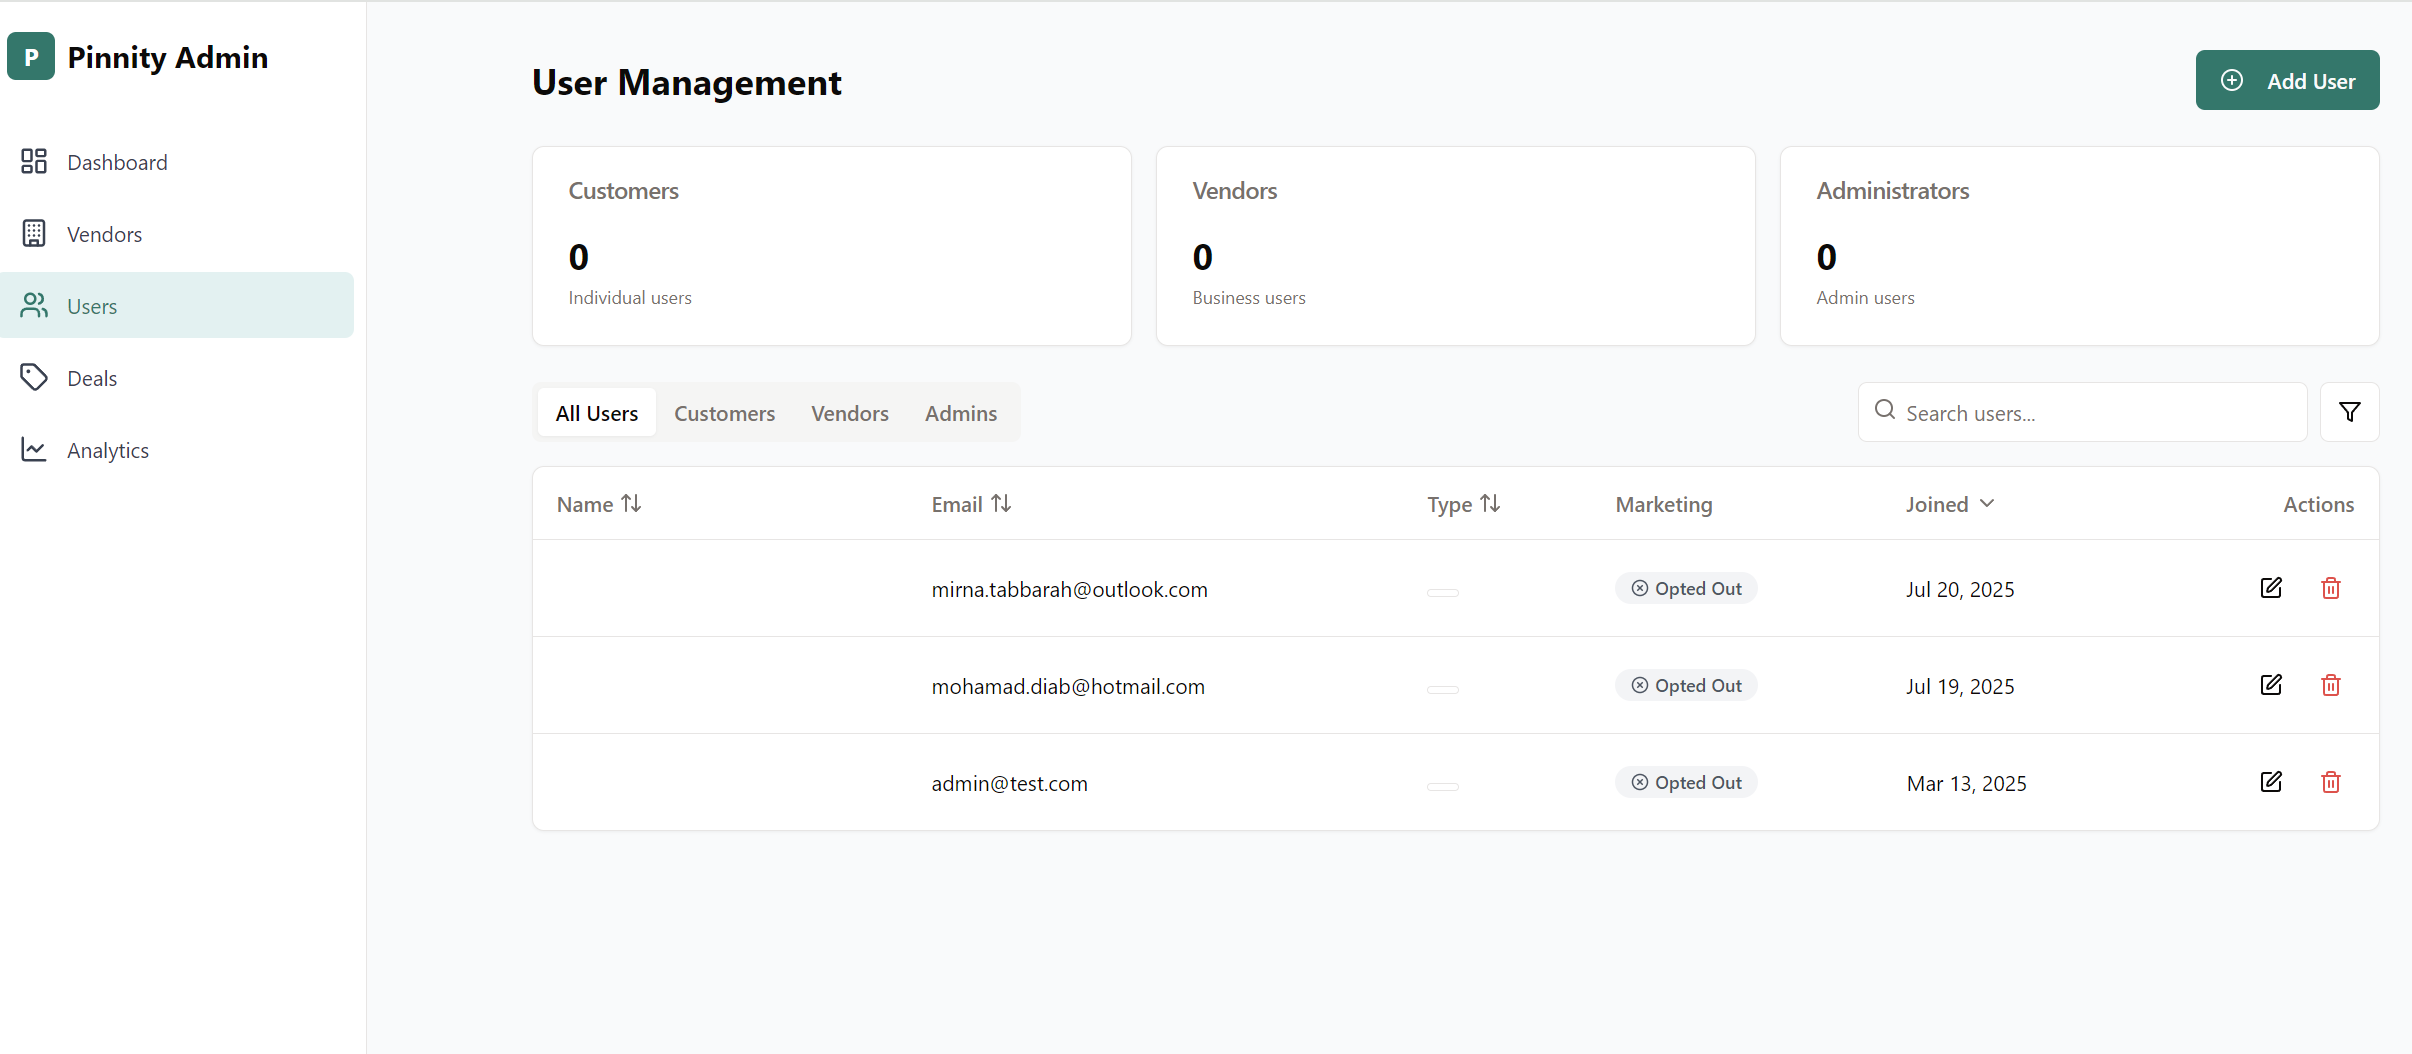 P Pinnity Admin
Dashboard
Vendors
Users
Deals
Analytics
User Management
Add User
Customers
0
Individual users
Vendors
0
Business users
Administrators
0
Admin users
All Users Customers Vendors Admins
Search users...
Name Email Type Marketing Joined Actions
mirna.tabbarah@outlook.com Opted Out Jul 20, 2025
mohamad.diab@hotmail.com Opted Out Jul 19, 2025
admin@test.com Opted Out Mar 13, 2025